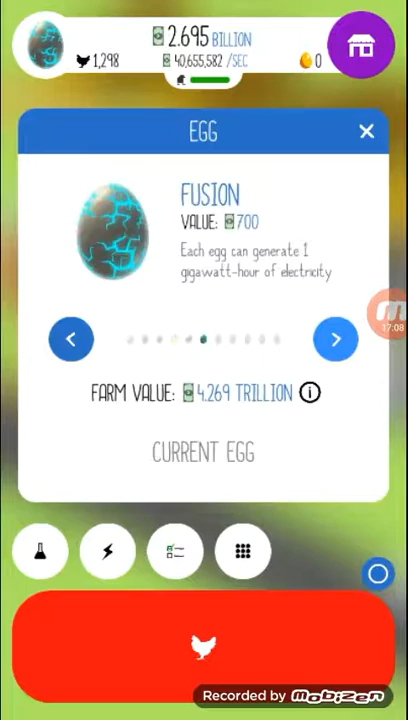 2.695 BILLION
1,298
40,655,582 /SEC
0
EGG
FUSION
VALUE: 700
Each egg can generate 1
gigawatt-hour of electricity
17:08
FARM VALUE: 4.269 TRILLION
CURRENT EGG
Recorded by MOBIZEN